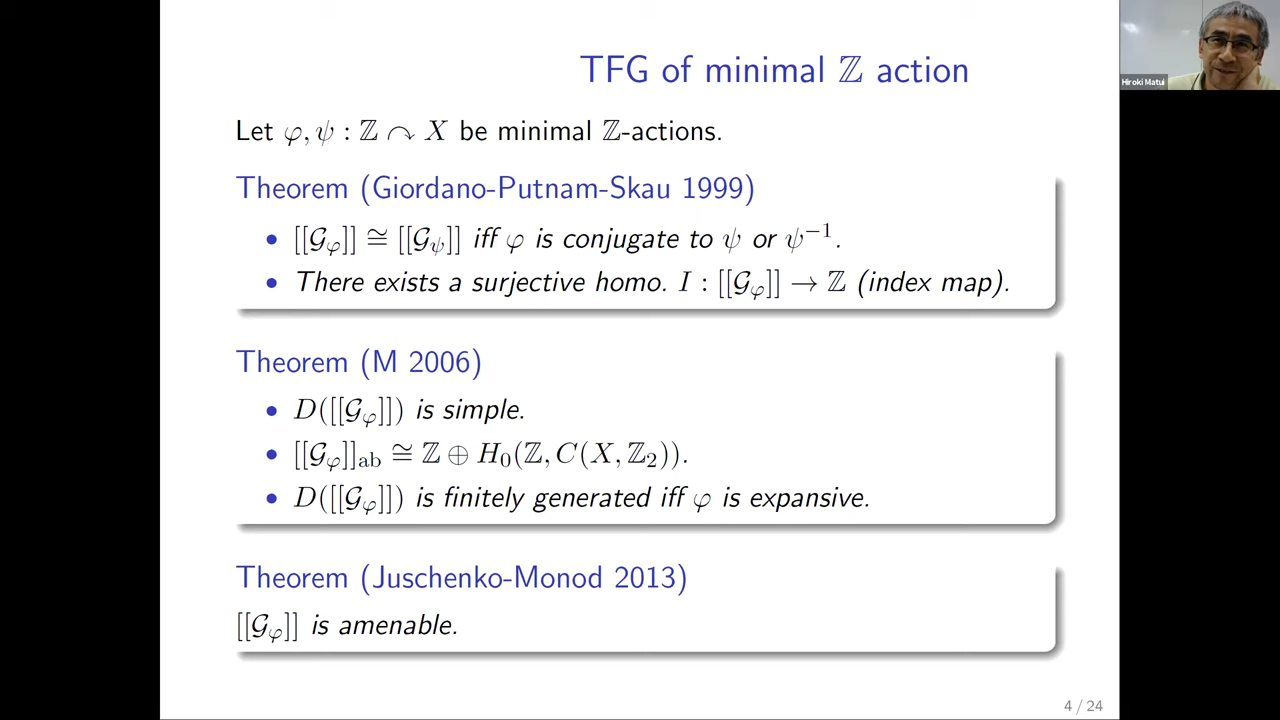 TFG of minimal ℤ action
Let φ, ψ : ℤ ↷ X be minimal ℤ-actions.
Theorem (Giordano-Putnam-Skau 1999)
• [[𝒢_φ]] ≅ [[𝒢_ψ]] iff φ is conjugate to ψ or ψ⁻¹.
• There exists a surjective homo. I : [[𝒢_φ]] → ℤ (index map).
Theorem (M 2006)
• D([[𝒢_φ]]) is simple.
• [[𝒢_φ]]_ab ≅ ℤ ⊕ H₀(ℤ, C(X, ℤ₂)).
• D([[𝒢_φ]]) is finitely generated iff φ is expansive.
Theorem (Juschenko-Monod 2013)
[[𝒢_φ]] is amenable.
4 / 24
Hiroki Matui